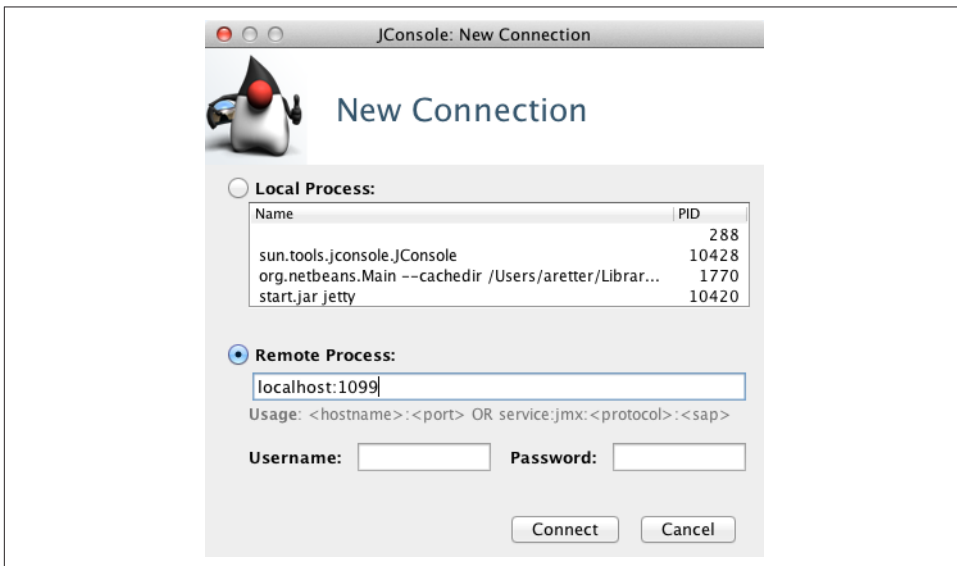 JConsole: New Connection
New Connection
Local Process:
Name PID
288
sun.tools.jconsole.JConsole 10428
org.netbeans.Main --cachedir /Users/aretter/Librar... 1770
start.jar jetty 10420
Remote Process:
localhost:1099
Usage: <hostname>:<port> OR service:jmx:<protocol>:<sap>
Username: Password:
Connect Cancel